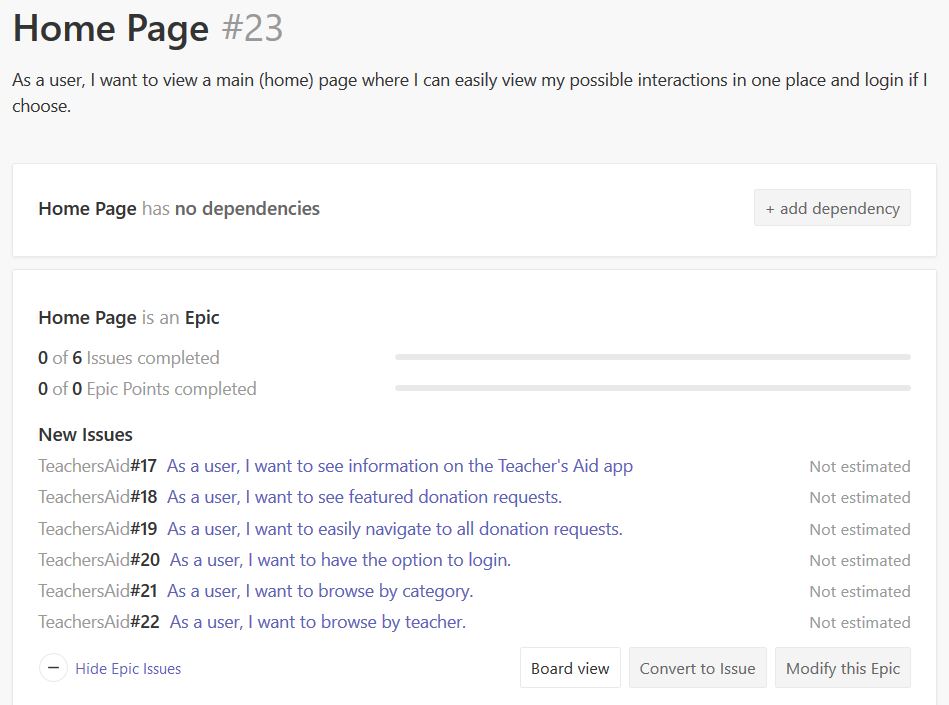 Home Page #23
As a user, I want to view a main (home) page where I can easily view my possible interactions in one place and login if I
choose.
Home Page has no dependencies
+ add dependency
Home Page is an Epic
0 of 6 Issues completed
0 of 0 Epic Points completed
New Issues
TeachersAid#17 As a user, I want to see information on the Teacher's Aid app Not estimated
TeachersAid#18 As a user, I want to see featured donation requests. Not estimated
TeachersAid#19 As a user, I want to easily navigate to all donation requests. Not estimated
TeachersAid#20 As a user, I want to have the option to login. Not estimated
TeachersAid#21 As a user, I want to browse by category. Not estimated
TeachersAid#22 As a user, I want to browse by teacher. Not estimated
Hide Epic Issues Board view Convert to Issue Modify this Epic